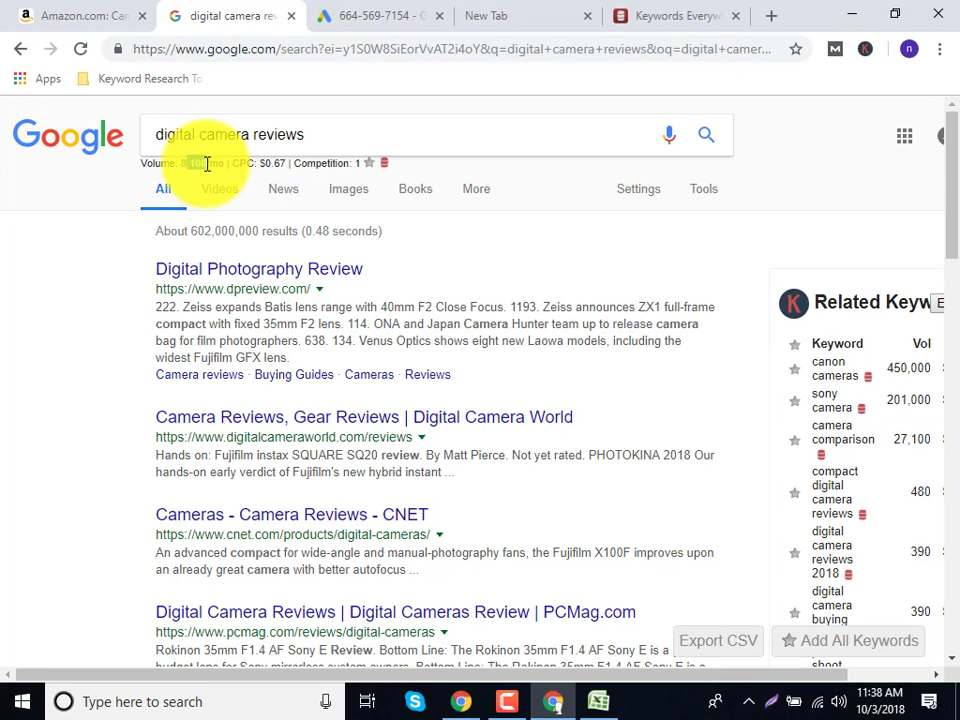 Amazon.com: Can
digital camera rev
664-569-7154 - G
New Tab
Keywords Everyw
https://www.google.com/search?ei=y1S0W8SiEorVvAT2i4oY&q=digital+camera+reviews&oq=digital+camer...
M
K
n
Apps
Keyword Research To
Google
digital camera reviews
Volume: 8,100/mo | CPC: $0.67 | Competition: 1
All
Videos
News
Images
Books
More
Settings
Tools
About 602,000,000 results (0.48 seconds)
Digital Photography Review
https://www.dpreview.com/
222. Zeiss expands Batis lens range with 40mm F2 Close Focus. 1193. Zeiss announces ZX1 full-frame
compact with fixed 35mm F2 lens. 114. ONA and Japan Camera Hunter team up to release camera
bag for film photographers. 638. 134. Venus Optics shows eight new Laowa models, including the
widest Fujifilm GFX lens.
Camera reviews · Buying Guides · Cameras · Reviews
Camera Reviews, Gear Reviews | Digital Camera World
https://www.digitalcameraworld.com/reviews
Hands on: Fujifilm instax SQUARE SQ20 review. By Matt Pierce. Not yet rated. PHOTOKINA 2018 Our
hands-on early verdict of Fujifilm's new hybrid instant ...
Cameras - Camera Reviews - CNET
https://www.cnet.com/products/digital-cameras/
An advanced compact for wide-angle and manual-photography fans, the Fujifilm X100F improves upon
an already great camera with better autofocus ...
Digital Camera Reviews | Digital Cameras Review | PCMag.com
https://www.pcmag.com/reviews/digital-cameras
Rokinon 35mm F1.4 AF Sony E Review. Bottom Line: The Rokinon 35mm F1.4 AF Sony E is a
K
Related Keyw
E
Keyword
Vol
canon
cameras
450,000
sony
camera
201,000
camera
comparison
27,100
compact
digital
camera
reviews
480
digital
camera
reviews
2018
390
digital
camera
buying
390
shoot
Export CSV
Add All Keywords
Type here to search
11:38 AM
10/3/2018